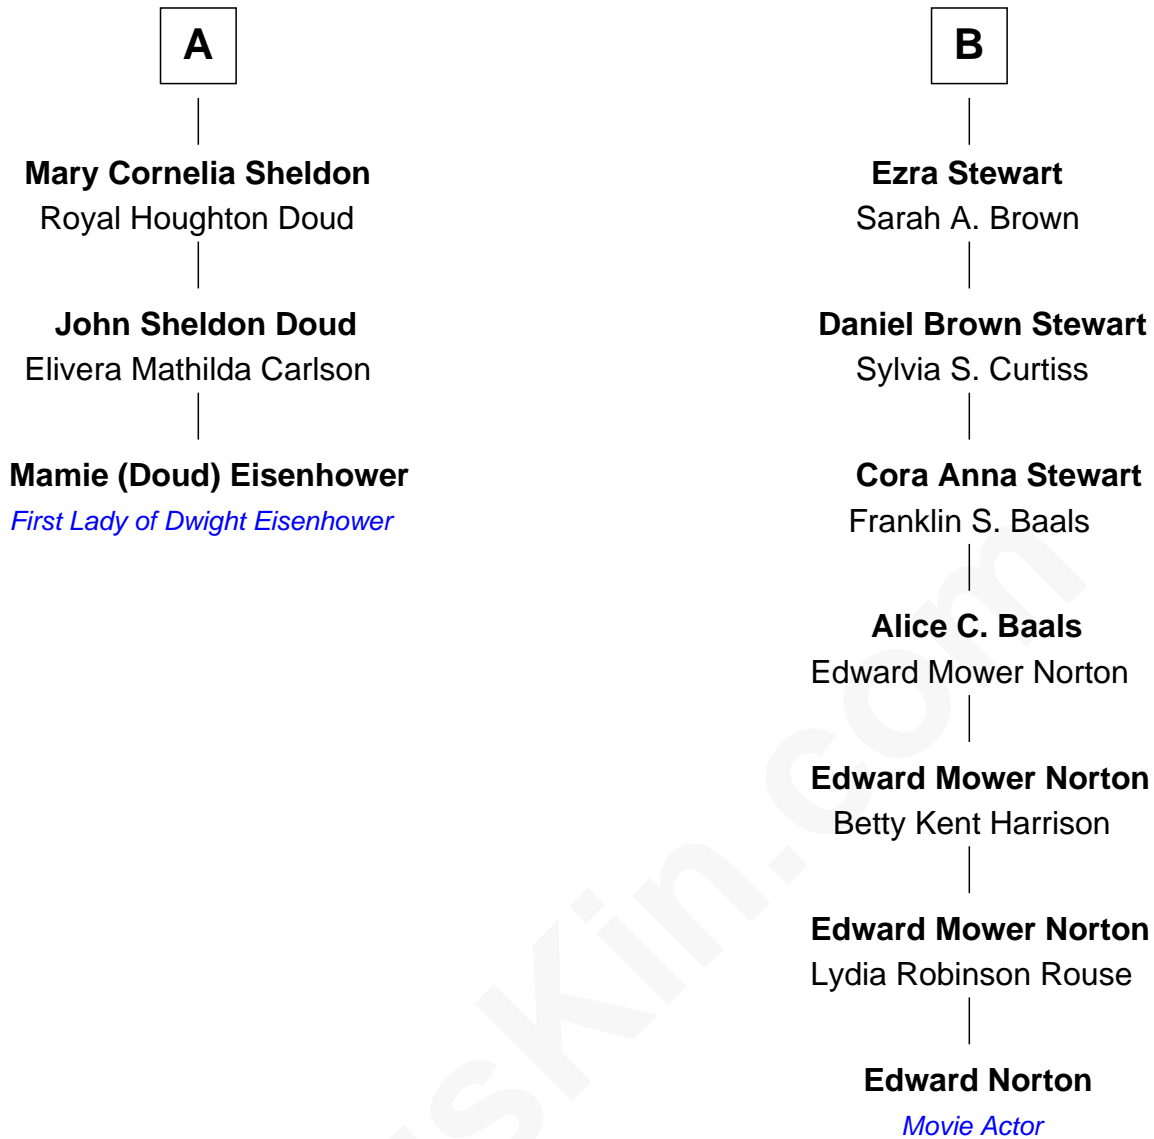 A
Mary Cornelia Sheldon
Royal Houghton Doud
John Sheldon Doud
Elivera Mathilda Carlson
Mamie (Doud) Eisenhower
First Lady of Dwight Eisenhower
B
Ezra Stewart
Sarah A. Brown
Daniel Brown Stewart
Sylvia S. Curtiss
Cora Anna Stewart
Franklin S. Baals
Alice C. Baals
Edward Mower Norton
Edward Mower Norton
Betty Kent Harrison
Edward Mower Norton
Lydia Robinson Rouse
Edward Norton
Movie Actor